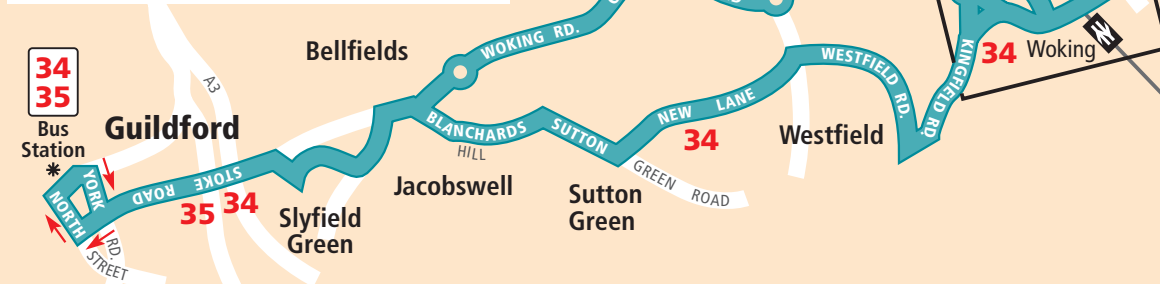 34
35
Bus
Station
*
Guildford
A3
Bellfields
WOKING RD.
YORK
RD.
NORTH
STREET
STOKE ROAD
35
34
Slyfield
Green
BLANCHARDS
HILL
Jacobswell
SUTTON
GREEN ROAD
Sutton
Green
NEW LANE
34
Westfield
WESTFIELD RD.
KINGFIELD RD.
34
Woking